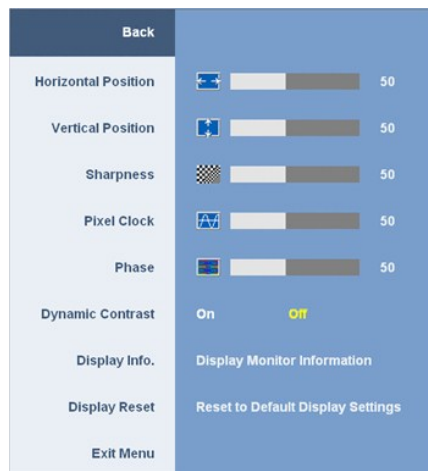 Back
Horizontal Position 50
Vertical Position 50
Sharpness 50
Pixel Clock 50
Phase 50
Dynamic Contrast On Off
Display Info. Display Monitor Information
Display Reset Reset to Default Display Settings
Exit Menu